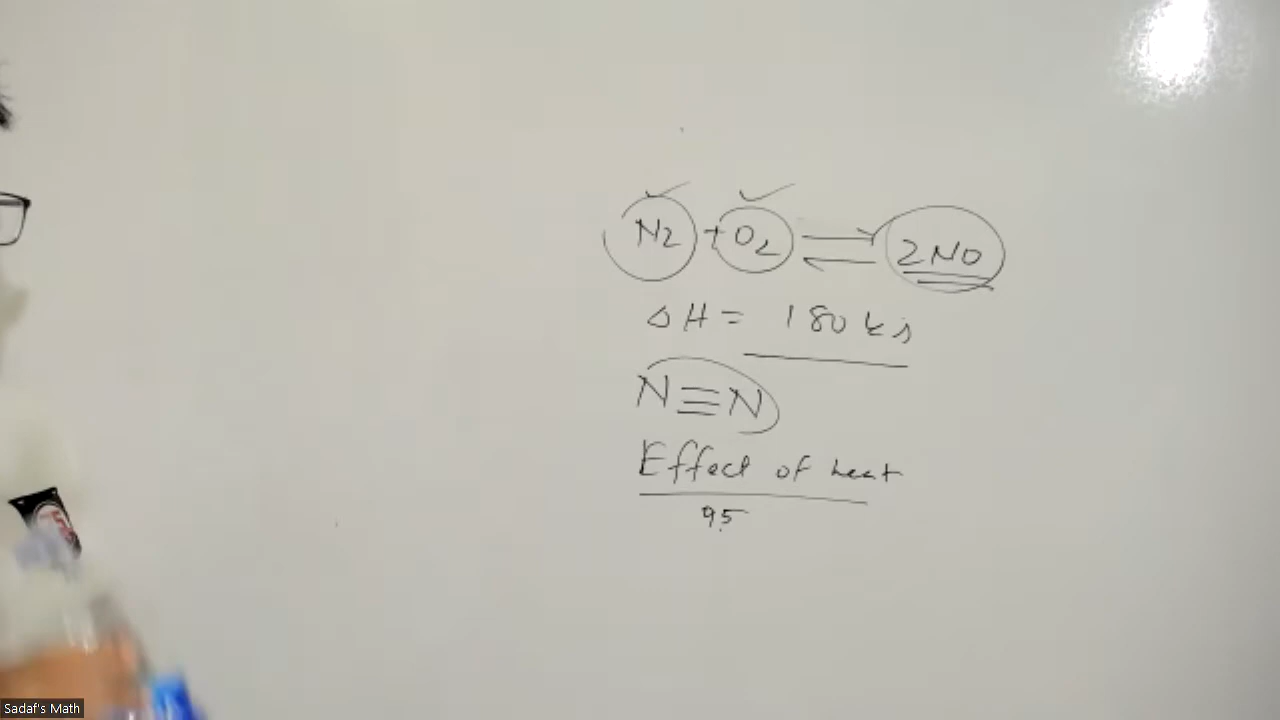 N2 + O2 ⇌ 2NO
ΔH = 180 kj
N≡N
Effect of heat
95
Sadaf's Math